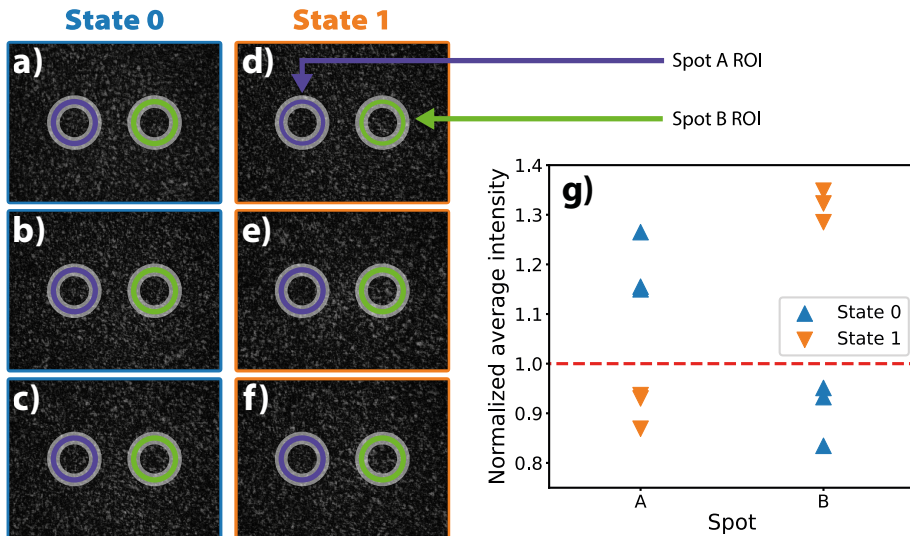 State 0
State 1
a)
d)
Spot A ROI
Spot B ROI
b)
e)
c)
f)
g)
1.4
1.3
1.2
1.1
1.0
0.9
0.8
Normalized average intensity
State 0
State 1
A
B
Spot